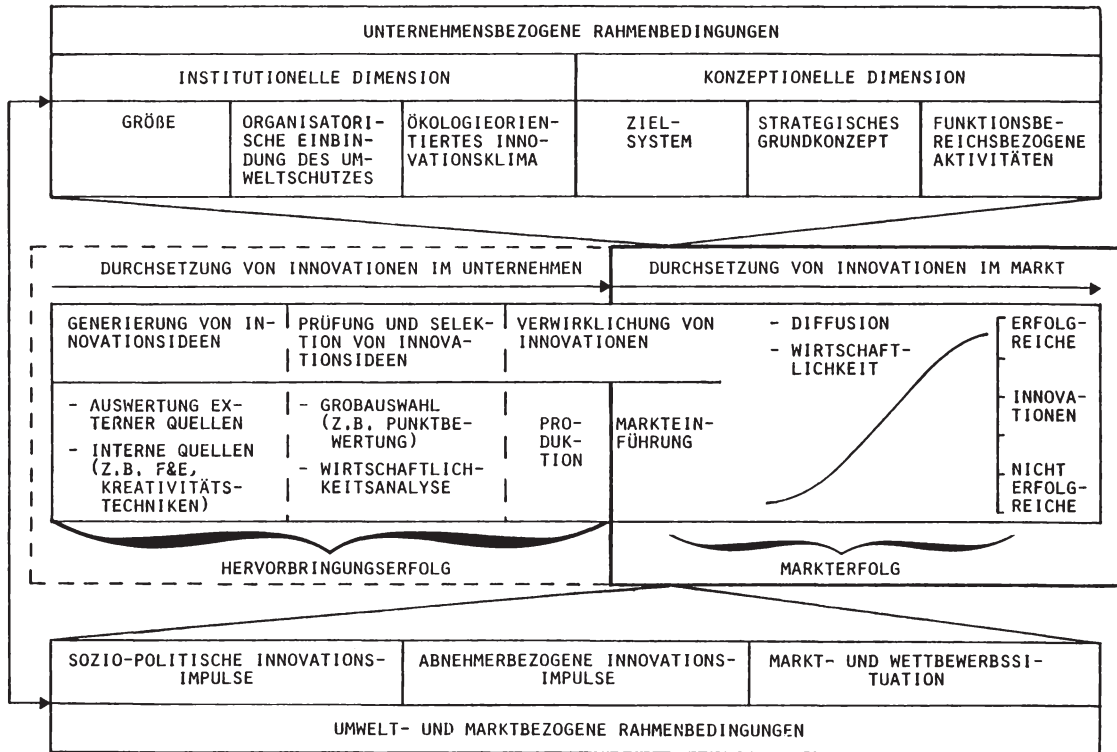 UNTERNEHMENSBEZOGENE RAHMENBEDINGUNGEN
INSTITUTIONELLE DIMENSION
KONZEPTIONELLE DIMENSION
GRÖßE
ORGANISATORI-
SCHE EINBIN-
DUNG DES UM-
WELTSCHUTZES
ÖKOLOGIEORIEN-
TIERTES INNO-
VATIONSKLIMA
ZIEL-
SYSTEM
STRATEGISCHES
GRUNDKONZEPT
FUNKTIONSBE-
REICHSBEZOGENE
AKTIVITÄTEN
DURCHSETZUNG VON INNOVATIONEN IM UNTERNEHMEN
DURCHSETZUNG VON INNOVATIONEN IM MARKT
GENERIERUNG VON IN-
NOVATIONSIDEEN
PRÜFUNG UND SELEK-
TION VON INNOVA-
TIONSIDEEN
VERWIRKLICHUNG VON
INNOVATIONEN
- AUSWERTUNG EX-
TERNER QUELLEN
- INTERNE QUELLEN
(Z.B. F&E,
KREATIVITÄTS-
TECHNIKEN)
- GROBAUSWAHL
(Z.B. PUNKTBE-
WERTUNG)
- WIRTSCHAFTLICH-
KEITSANALYSE
PRO-
DUK-
TION
MARKTEIN-
FÜHRUNG
- DIFFUSION
- WIRTSCHAFT-
LICHKEIT
ERFOLG-
REICHE
INNOVA-
TIONEN
NICHT
ERFOLG-
REICHE
HERVORBRINGUNGSERFOLG
MARKTERFOLG
SOZIO-POLITISCHE INNOVATIONS-
IMPULSE
ABNEHMERBEZOGENE INNOVATIONS-
IMPULSE
MARKT- UND WETTBEWERBSSI-
TUATION
UMWELT- UND MARKTBEZOGENE RAHMENBEDINGUNGEN